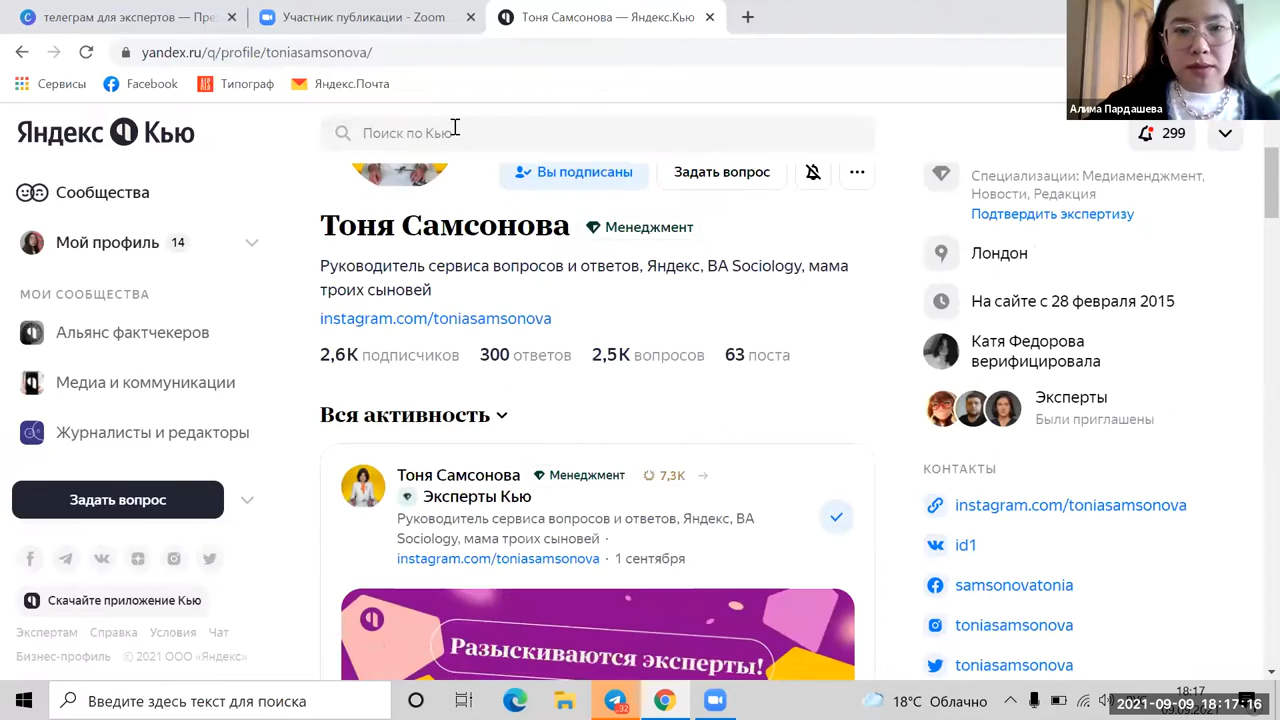 телеграм для экспертов — Пре
Участник публикации - Zoom
Тоня Самсонова — Яндекс.Кью
yandex.ru/q/profile/toniasamsonova/
Сервисы
Facebook
Типограф
Яндекс.Почта
Алима Пардашева
Яндекс Кью
Поиск по Кью
299
Сообщества
Мой профиль 14
МОИ СООБЩЕСТВА
Альянс фактчекеров
Медиа и коммуникации
Журналисты и редакторы
Задать вопрос
Скачайте приложение Кью
Экспертам Справка Условия Чат
Бизнес-профиль © 2021 ООО «Яндекс»
Вы подписаны
Задать вопрос
Тоня Самсонова
Менеджмент
Руководитель сервиса вопросов и ответов, Яндекс, BA Sociology, мама
троих сыновей
instagram.com/toniasamsonova
2,6K подписчиков 300 ответов 2,5K вопросов 63 поста
Вся активность
Тоня Самсонова Менеджмент 7,3K
Эксперты Кью
Руководитель сервиса вопросов и ответов, Яндекс, BA
Sociology, мама троих сыновей ·
instagram.com/toniasamsonova · 1 сентября
Разыскиваются эксперты!
Специализации: Медиаменджмент,
Новости, Редакция
Подтвердить экспертизу
Лондон
На сайте с 28 февраля 2015
Катя Федорова
верифицировала
Эксперты
Были приглашены
КОНТАКТЫ
instagram.com/toniasamsonova
id1
samsonovatonia
toniasamsonova
toniasamsonova
Введите здесь текст для поиска
32
18°C Облачно
18:17
2021-09-09 18:17:16